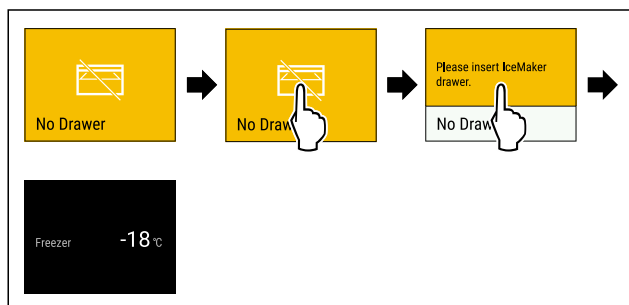 No Drawer
No Draw
Please insert IceMaker
drawer.
No Draw
Freezer -18 °C